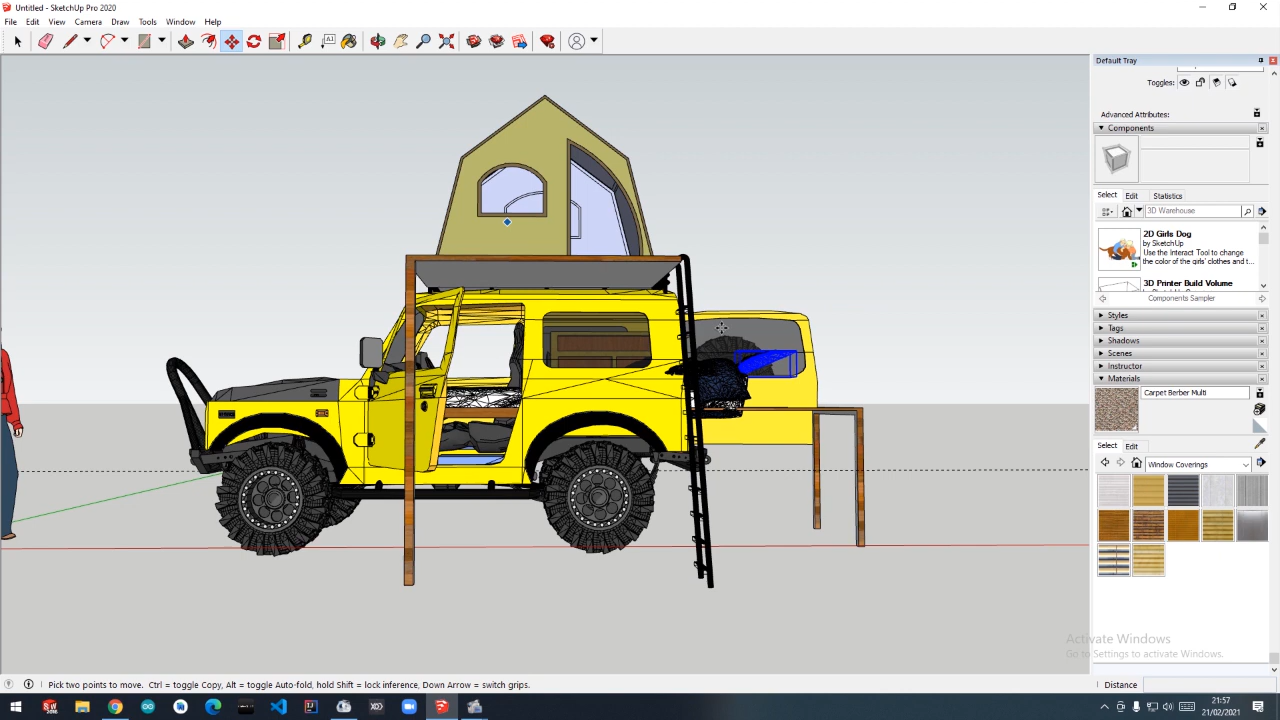 Untitled - SketchUp Pro 2020
File Edit View Camera Draw Tools Window Help
Default Tray
Toggles:
Advanced Attributes:
Components
Select Edit Statistics
3D Warehouse
2D Girls Dog
by SketchUp
Use the Interact Tool to change
the color of the girls' clothes and t...
3D Printer Build Volume
Components Sampler
Styles
Tags
Shadows
Scenes
Instructor
Materials
Carpet Berber Multi
Select Edit
Window Coverings
Activate Windows
Go to Settings to activate Windows.
Pick two points to move. Ctrl = toggle Copy, Alt = toggle Auto-fold, hold Shift = lock inference, Down Arrow = switch grips.
Distance
21:57
21/02/2021